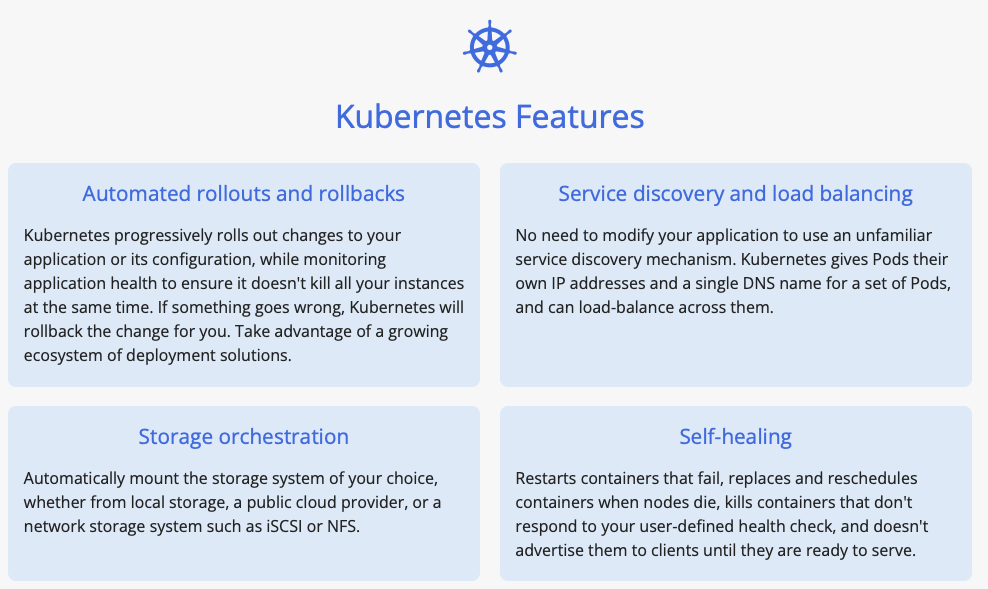 Kubernetes Features
Automated rollouts and rollbacks
Kubernetes progressively rolls out changes to your
application or its configuration, while monitoring
application health to ensure it doesn't kill all your instances
at the same time. If something goes wrong, Kubernetes will
rollback the change for you. Take advantage of a growing
ecosystem of deployment solutions.
Service discovery and load balancing
No need to modify your application to use an unfamiliar
service discovery mechanism. Kubernetes gives Pods their
own IP addresses and a single DNS name for a set of Pods,
and can load-balance across them.
Storage orchestration
Automatically mount the storage system of your choice,
whether from local storage, a public cloud provider, or a
network storage system such as iSCSI or NFS.
Self-healing
Restarts containers that fail, replaces and reschedules
containers when nodes die, kills containers that don't
respond to your user-defined health check, and doesn't
advertise them to clients until they are ready to serve.